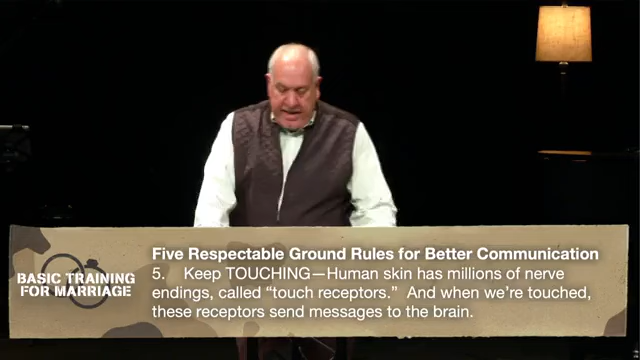 BASIC TRAINING
FOR MARRIAGE
Five Respectable Ground Rules for Better Communication
5. Keep TOUCHING—Human skin has millions of nerve
endings, called “touch receptors.” And when we’re touched,
these receptors send messages to the brain.